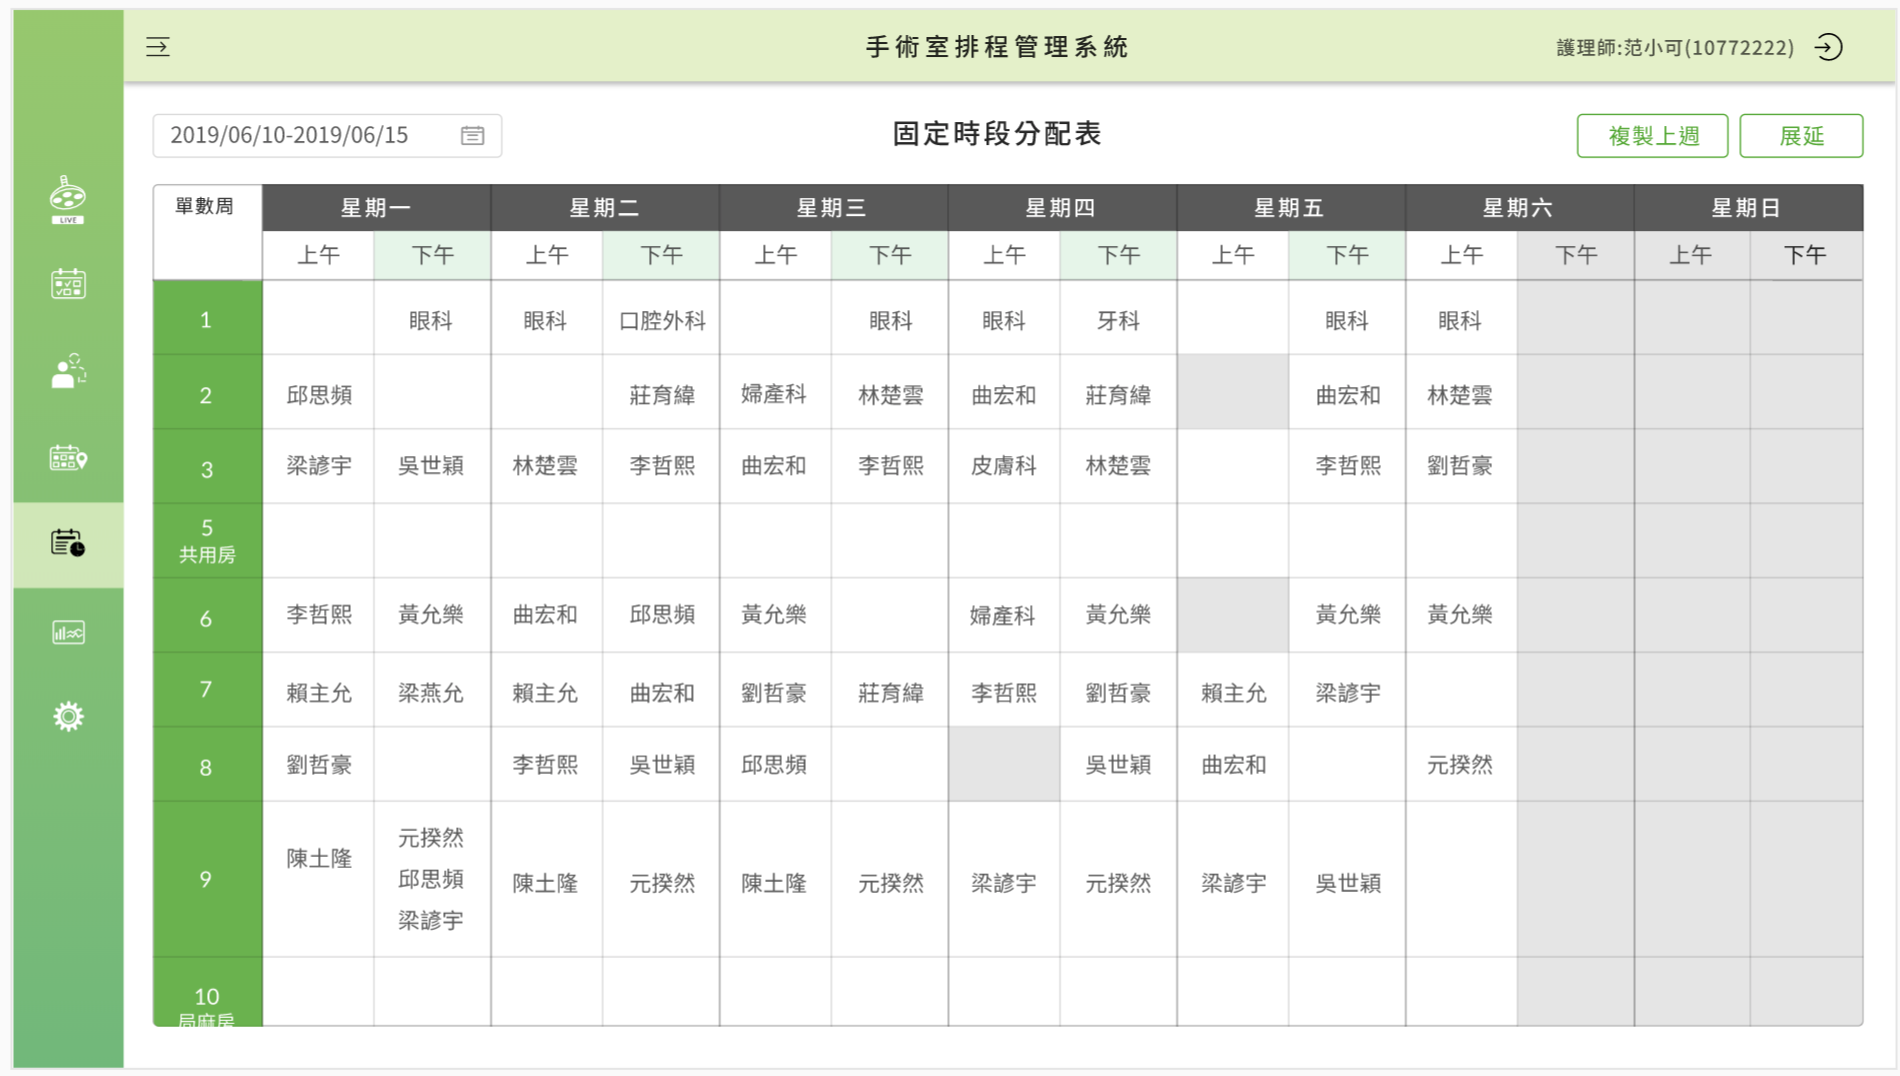 手術室排程管理系統
護理師:范小可(10772222)
2019/06/10-2019/06/15
固定時段分配表
複製上週
展延
LIVE
單數周 星期一 星期二 星期三 星期四 星期五 星期六 星期日
上午 下午 上午 下午 上午 下午 上午 下午 上午 下午 上午 下午 上午 下午
1 眼科 眼科 口腔外科 眼科 眼科 牙科 眼科 眼科
2 邱思頻 莊育緯 婦產科 林楚雲 曲宏和 莊育緯 曲宏和 林楚雲
3 梁諺宇 吳世穎 林楚雲 李哲熙 曲宏和 李哲熙 皮膚科 林楚雲 李哲熙 劉哲豪
5
共用房
6 李哲熙 黃允樂 曲宏和 邱思頻 黃允樂 婦產科 黃允樂 黃允樂 黃允樂
7 賴主允 梁燕允 賴主允 曲宏和 劉哲豪 莊育緯 李哲熙 劉哲豪 賴主允 梁諺宇
8 劉哲豪 李哲熙 吳世穎 邱思頻 吳世穎 曲宏和 元揆然
9 陳土隆 元揆然
邱思頻
梁諺宇 陳土隆 元揆然 陳土隆 元揆然 梁諺宇 元揆然 梁諺宇 吳世穎
10
局麻房